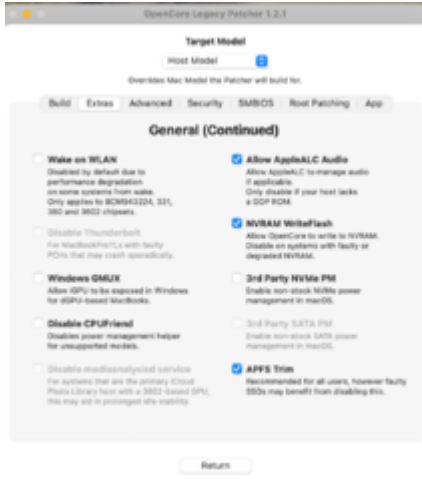 OpenCore Legacy Patcher 1.2.1
Target Model
Host Model
Overrides Mac Model the Patcher will build for.
Build Extras Advanced Security SMBIOS Root Patching App
General (Continued)
Wake on WLAN
Disabled by default due to
performance degradation
on some systems from wake.
Only applies to BCM943224, 331,
360 and 3602 chipsets.
Disable Thunderbolt
For MacBookPro11,x with faulty
PCHs that may crash sporadically.
Windows GMUX
Allow iGPU to be exposed in Windows
for dGPU-based MacBooks.
Disable CPUFriend
Disables power management helper
for unsupported models.
Disable mediaanalysisd service
For systems that are the primary iCloud
Photo Library host with a 3802-based GPU,
this may aid in prolonged idle stability.
Allow AppleALC Audio
Allow AppleALC to manage audio
if applicable.
Only disable if your host lacks
a GOP ROM.
NVRAM WriteFlash
Allow OpenCore to write to NVRAM.
Disable on systems with faulty or
degraded NVRAM.
3rd Party NVMe PM
Enable non-stock NVMe power
management in macOS.
3rd Party SATA PM
Enable non-stock SATA power
management in macOS.
APFS Trim
Recommended for all users, however faulty
SSDs may benefit from disabling this.
Return